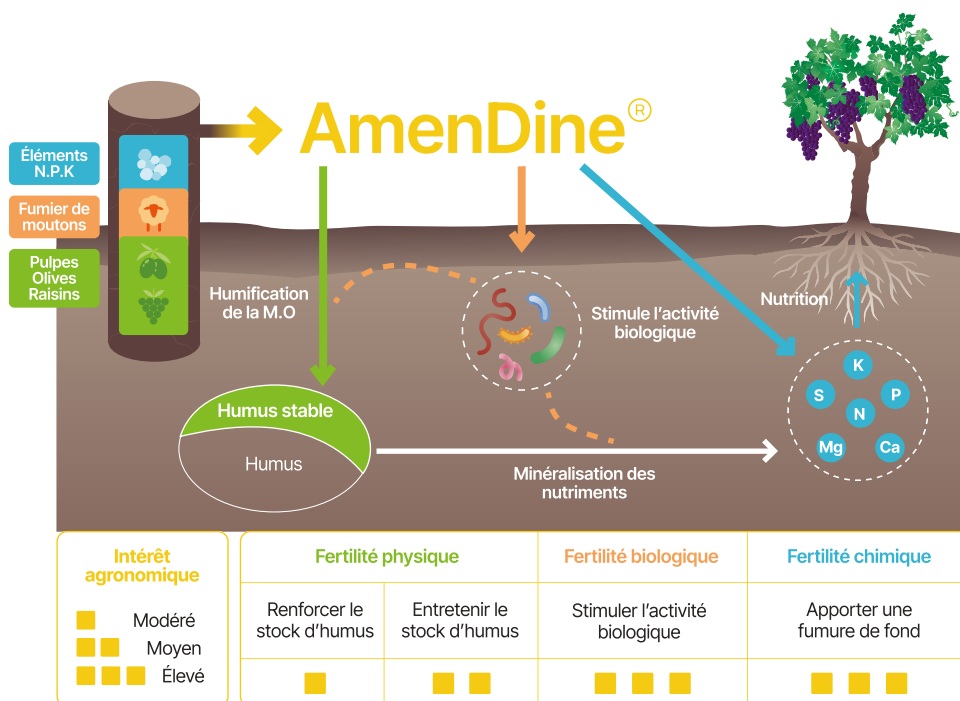 AmenDine®
Éléments
N.P.K
Fumier de
moutons
Pulpes
Olives
Raisins
Humification
de la M.O
Stimule l’activité
biologique
Nutrition
K
S
P
N
Mg
Ca
Humus stable
Humus
Minéralisation des
nutriments
Intérêt
agronomique
Modéré
Moyen
Élevé
Fertilité physique
Fertilité biologique
Fertilité chimique
Renforcer le
stock d’humus
Entretenir le
stock d’humus
Stimuler l’activité
biologique
Apporter une
fumure de fond